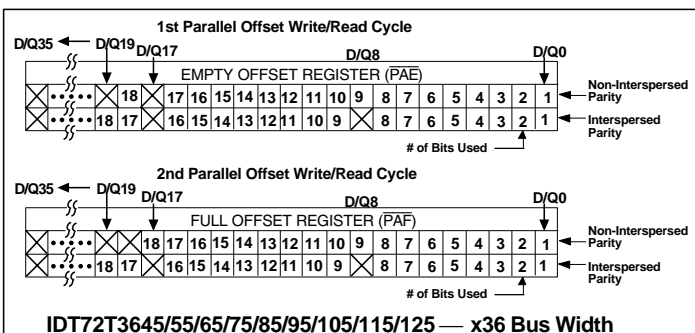 1st Parallel Offset Write/Read Cycle
D/Q35 D/Q19 D/Q17 D/Q8 D/Q0
EMPTY OFFSET REGISTER (PAE)
18 17 16 15 14 13 12 11 10 9 8 7 6 5 4 3 2 1 Non-Interspersed Parity
18 17 16 15 14 13 12 11 10 9 8 7 6 5 4 3 2 1 Interspersed Parity
# of Bits Used
2nd Parallel Offset Write/Read Cycle
D/Q35 D/Q19 D/Q17 D/Q8 D/Q0
FULL OFFSET REGISTER (PAF)
18 17 16 15 14 13 12 11 10 9 8 7 6 5 4 3 2 1 Non-Interspersed Parity
18 17 16 15 14 13 12 11 10 9 8 7 6 5 4 3 2 1 Interspersed Parity
# of Bits Used
IDT72T3645/55/65/75/85/95/105/115/125 — x36 Bus Width